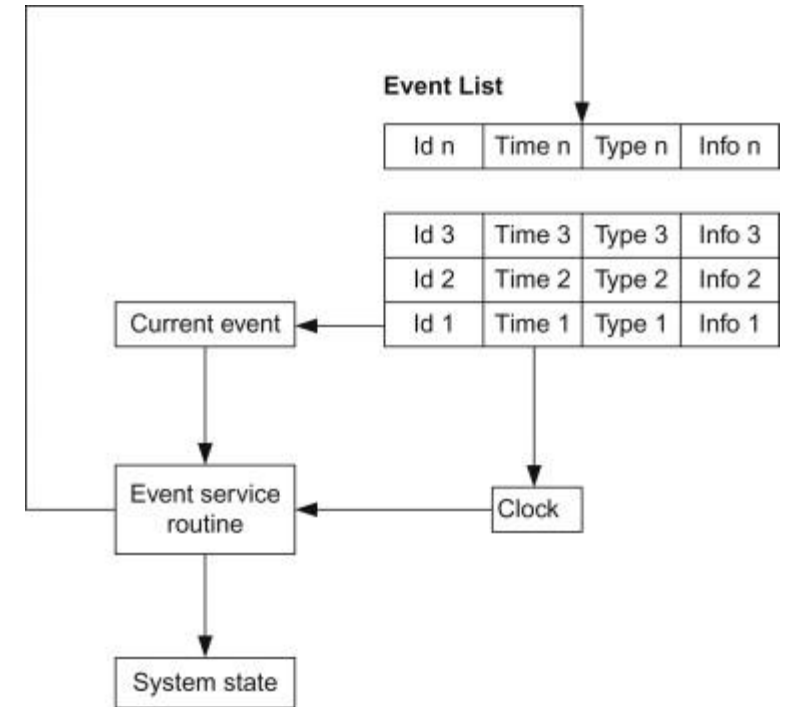 Event List
Id n Time n Type n Info n
Id 3 Time 3 Type 3 Info 3
Id 2 Time 2 Type 2 Info 2
Current event Id 1 Time 1 Type 1 Info 1
Event service
routine
Clock
System state